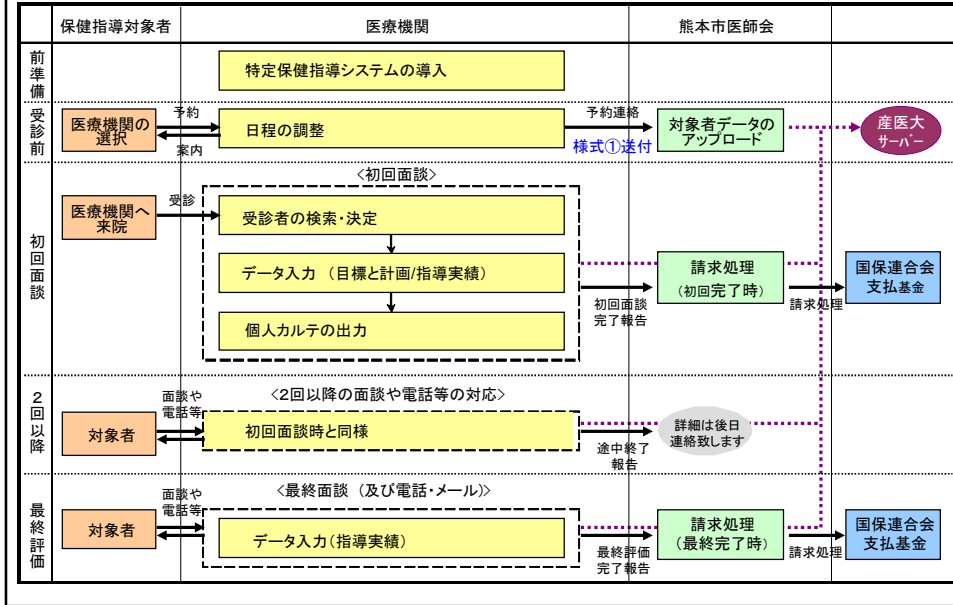 保健指導対象者
医療機関
熊本市医師会
前準備
特定保健指導システムの導入
受診前
医療機関の
選択
予約
案内
日程の調整
予約連絡
様式①送付
対象者データの
アップロード
産医大
サーバー
初回面談
<初回面談>
医療機関へ
来院
受診
受診者の検索・決定
データ入力 (目標と計画/指導実績)
個人カルテの出力
初回面談
完了報告
請求処理
(初回完了時)
請求処理
国保連合会
支払基金
2回以降
<2回以降の面談や電話等の対応>
対象者
面談や
電話等
初回面談時と同様
途中終了
報告
詳細は後日
連絡致します
最終評価
<最終面談 (及び電話・メール)>
対象者
面談や
電話等
データ入力(指導実績)
最終評価
完了報告
請求処理
(最終完了時)
請求処理
国保連合会
支払基金